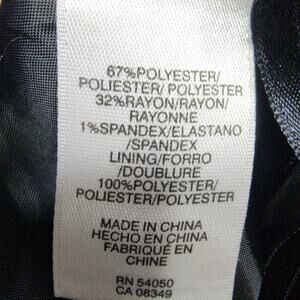 67%POLYESTER/
POLIESTER/ POLYESTER
32%RAYON/RAYON/
RAYONNE
1%SPANDEX/ELASTANO
/SPANDEX
LINING/FORRO
/DOUBLURE
100%POLYESTER/
POLIESTER/POLYESTER
MADE IN CHINA
HECHO EN CHINA
FABRIQUÉ EN
CHINE
RN 54050
CA 08349